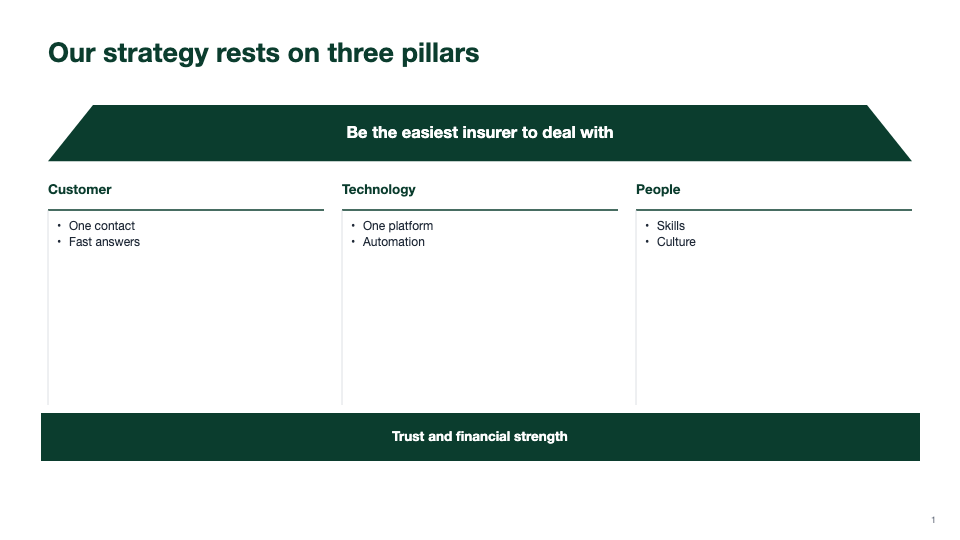 Our strategy rests on three pillars
Be the easiest insurer to deal with
Customer
• One contact
• Fast answers
Technology
• One platform
• Automation
People
• Skills
• Culture
Trust and financial strength
1